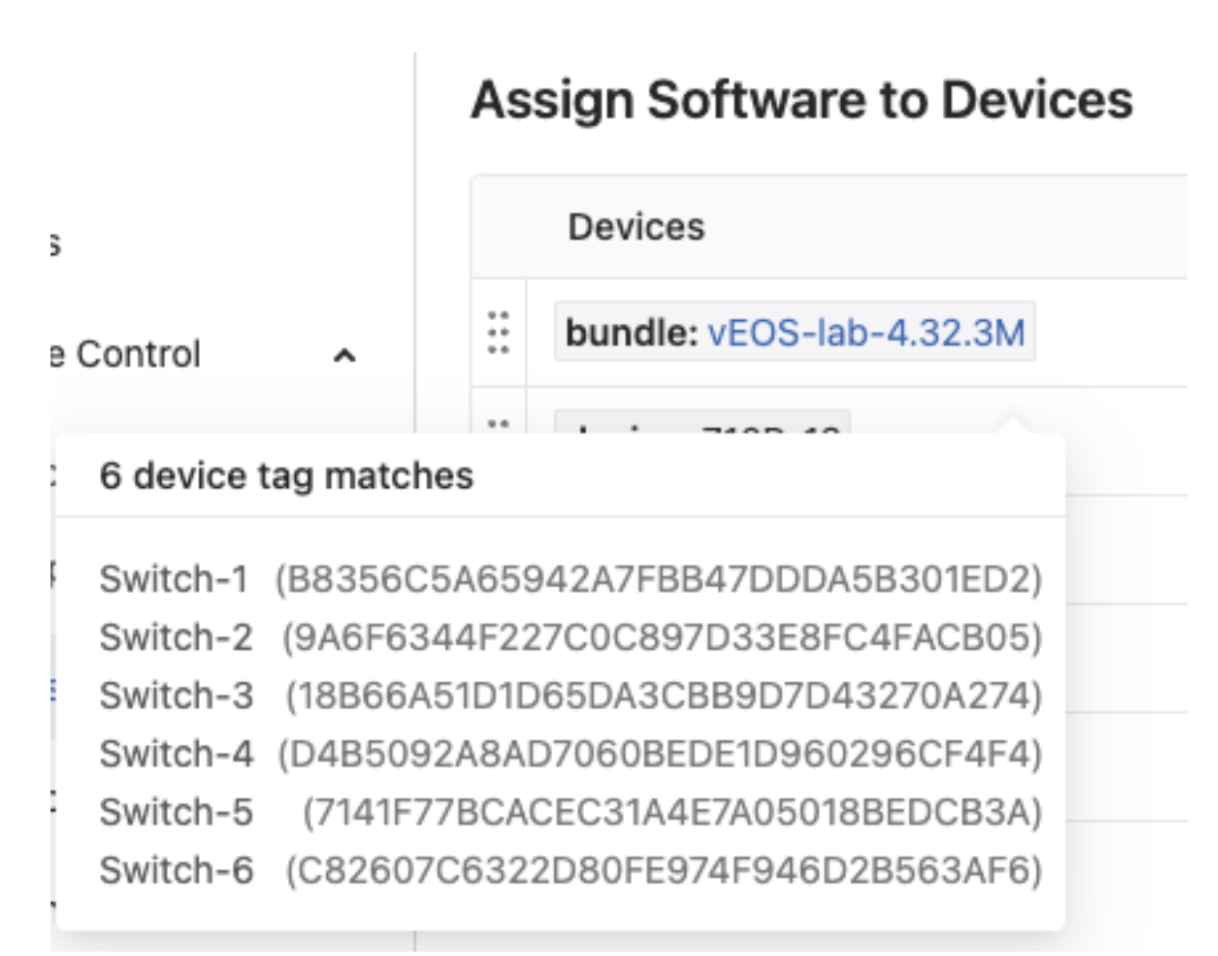 Assign Software to Devices
Devices
s
e Control
bundle: vEOS-lab-4.32.3M
6 device tag matches
Switch-1 (B8356C5A65942A7FBB47DDDA5B301ED2)
Switch-2 (9A6F6344F227C0C897D33E8FC4FACB05)
Switch-3 (18B66A51D1D65DA3CBB9D7D43270A274)
Switch-4 (D4B5092A8AD7060BEDE1D960296CF4F4)
Switch-5 (7141F77BCACEC31A4E7A05018BEDCB3A)
Switch-6 (C82607C6322D80FE974F946D2B563AF6)